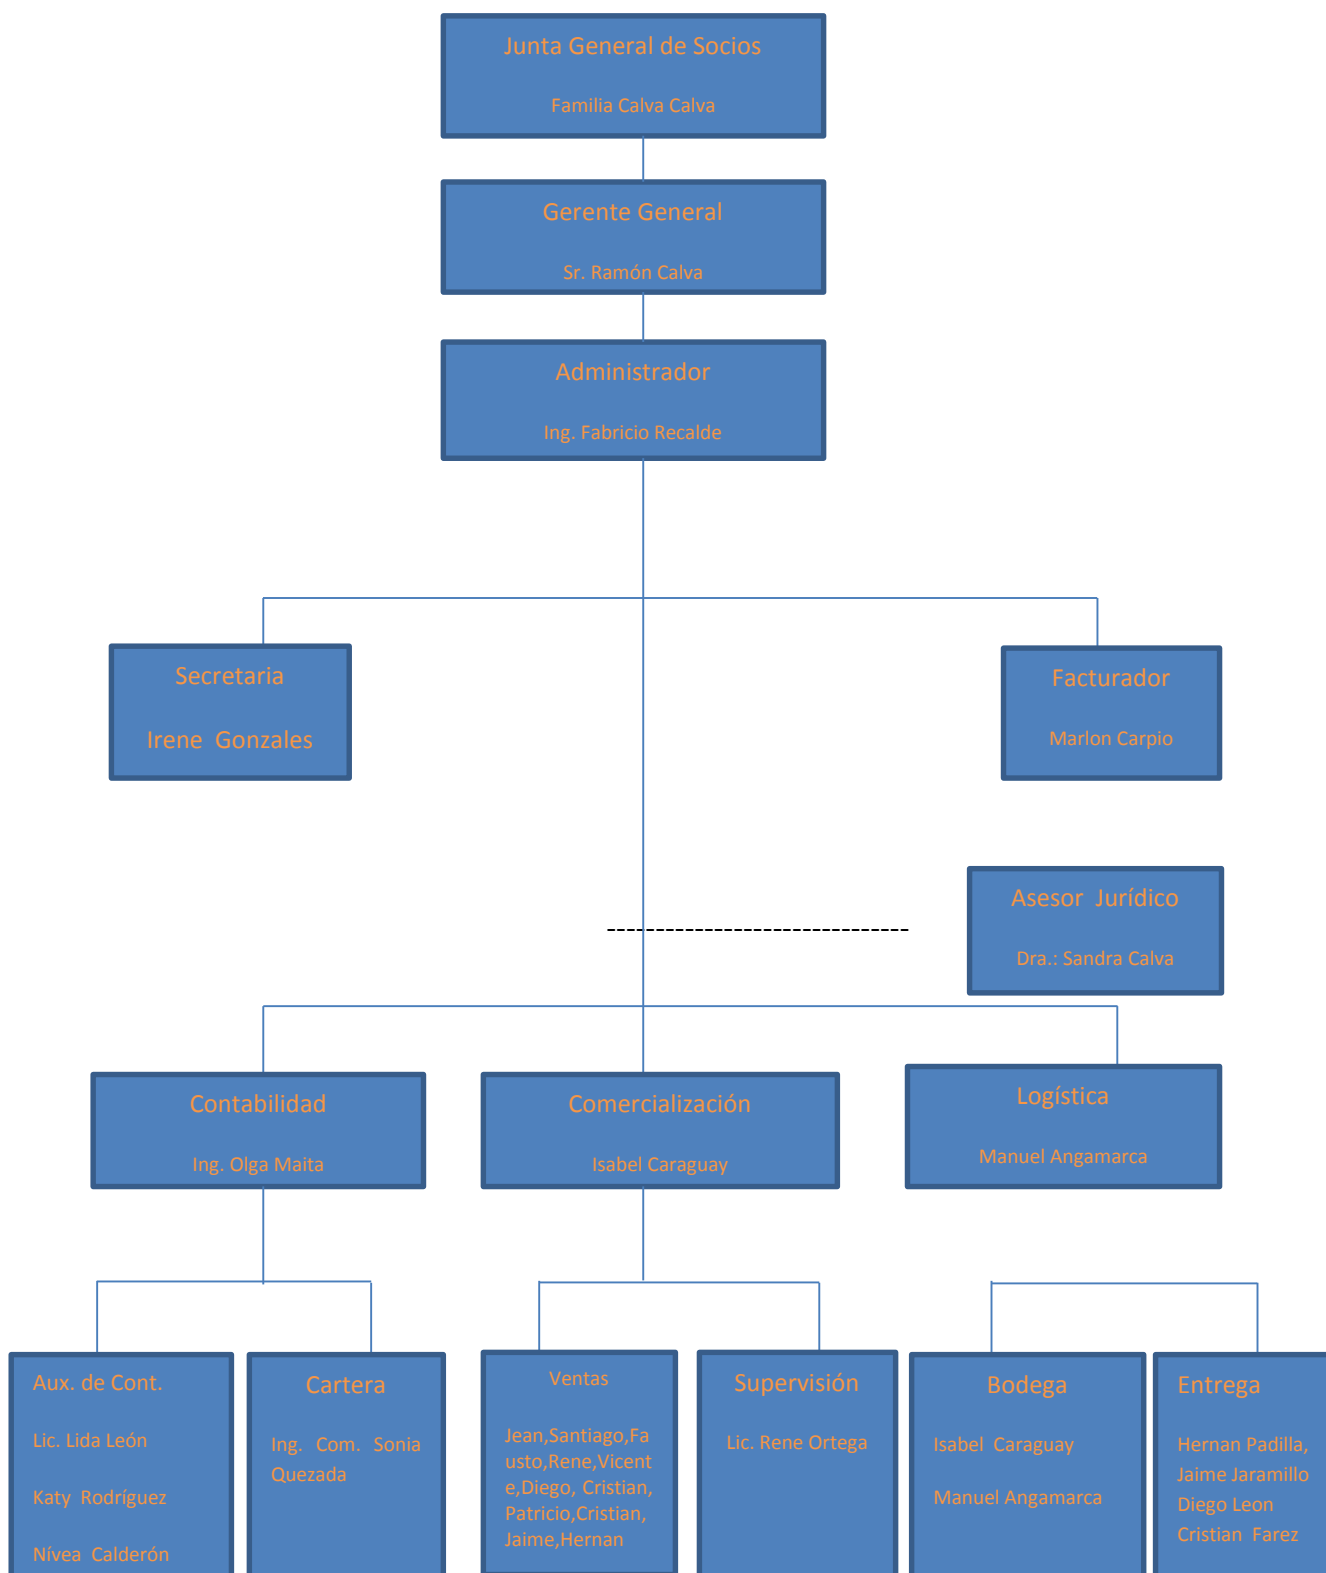 Junta General de Socios
Familia Calva Calva
Gerente General
Sr. Ramón Calva
Administrador
Ing. Fabricio Recalde
Secretaria
Irene Gonzales
Facturador
Marlon Carpio
Asesor Jurídico
Dra.: Sandra Calva
Contabilidad
Ing. Olga Maita
Comercialización
Isabel Caraguay
Logística
Manuel Angamarca
Aux. de Cont.
Lic. Lida León
Katy Rodríguez
Nívea Calderón
Cartera
Ing. Com. Sonia
Quezada
Ventas
Jean,Santiago,Fa
usto,Rene,Vicent
e,Diego, Cristian,
Patricio,Cristian,
Jaime,Hernan
Supervisión
Lic. Rene Ortega
Bodega
Isabel Caraguay
Manuel Angamarca
Entrega
Hernan Padilla,
Jaime Jaramillo
Diego Leon
Cristian Farez